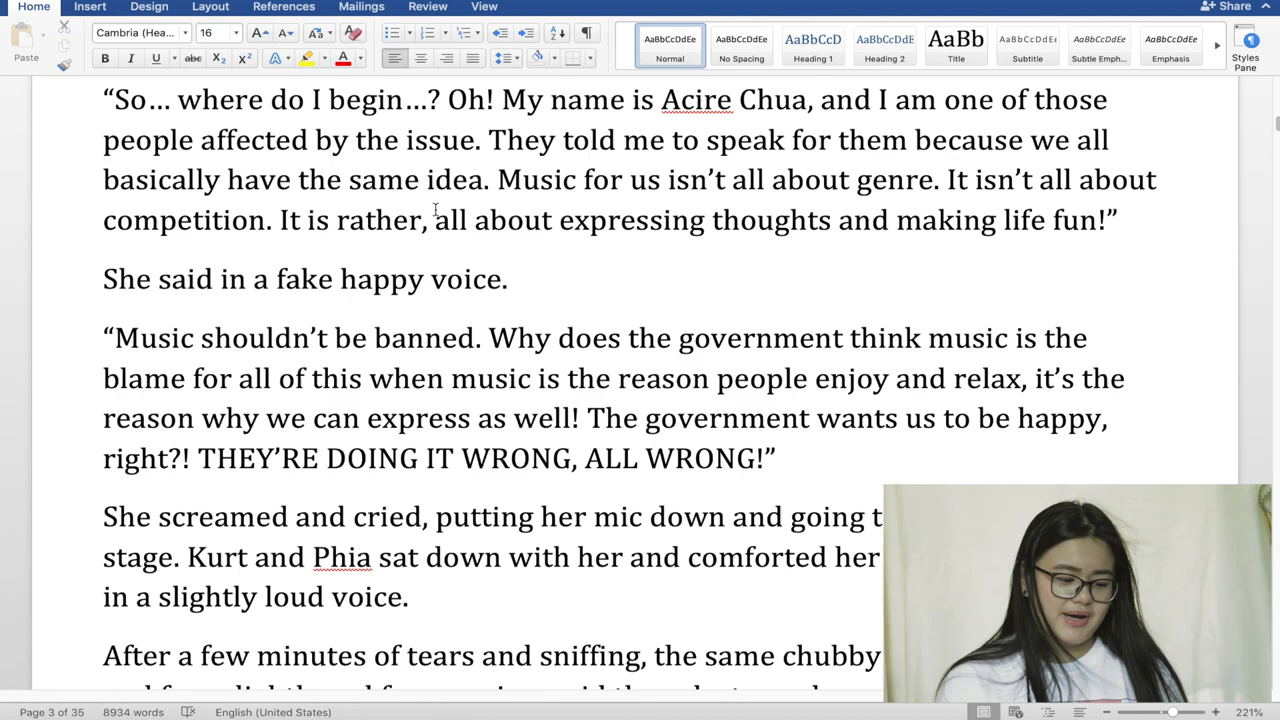 Home Insert Design Layout References Mailings Review View Share
Paste Cambria (Hea... 16 Styles Pane
AaBbCcDdEe Normal
AaBbCcDdEe No Spacing
AaBbCcD Heading 1
AaBbCcDdE Heading 2
AaBb Title
AaBbCcDdEe Subtitle
AaBbCcDdEe Subtle Emph...
AaBbCcDdEe Emphasis
“So… where do I begin…? Oh! My name is Acire Chua, and I am one of those
people affected by the issue. They told me to speak for them because we all
basically have the same idea. Music for us isn’t all about genre. It isn’t all about
competition. It is rather, all about expressing thoughts and making life fun!”
She said in a fake happy voice.
“Music shouldn’t be banned. Why does the government think music is the
blame for all of this when music is the reason people enjoy and relax, it’s the
reason why we can express as well! The government wants us to be happy,
right?! THEY’RE DOING IT WRONG, ALL WRONG!”
She screamed and cried, putting her mic down and going
stage. Kurt and Phia sat down with her and comforted her
in a slightly loud voice.
After a few minutes of tears and sniffing, the same chubby
Page 3 of 35 8934 words English (United States) 221%